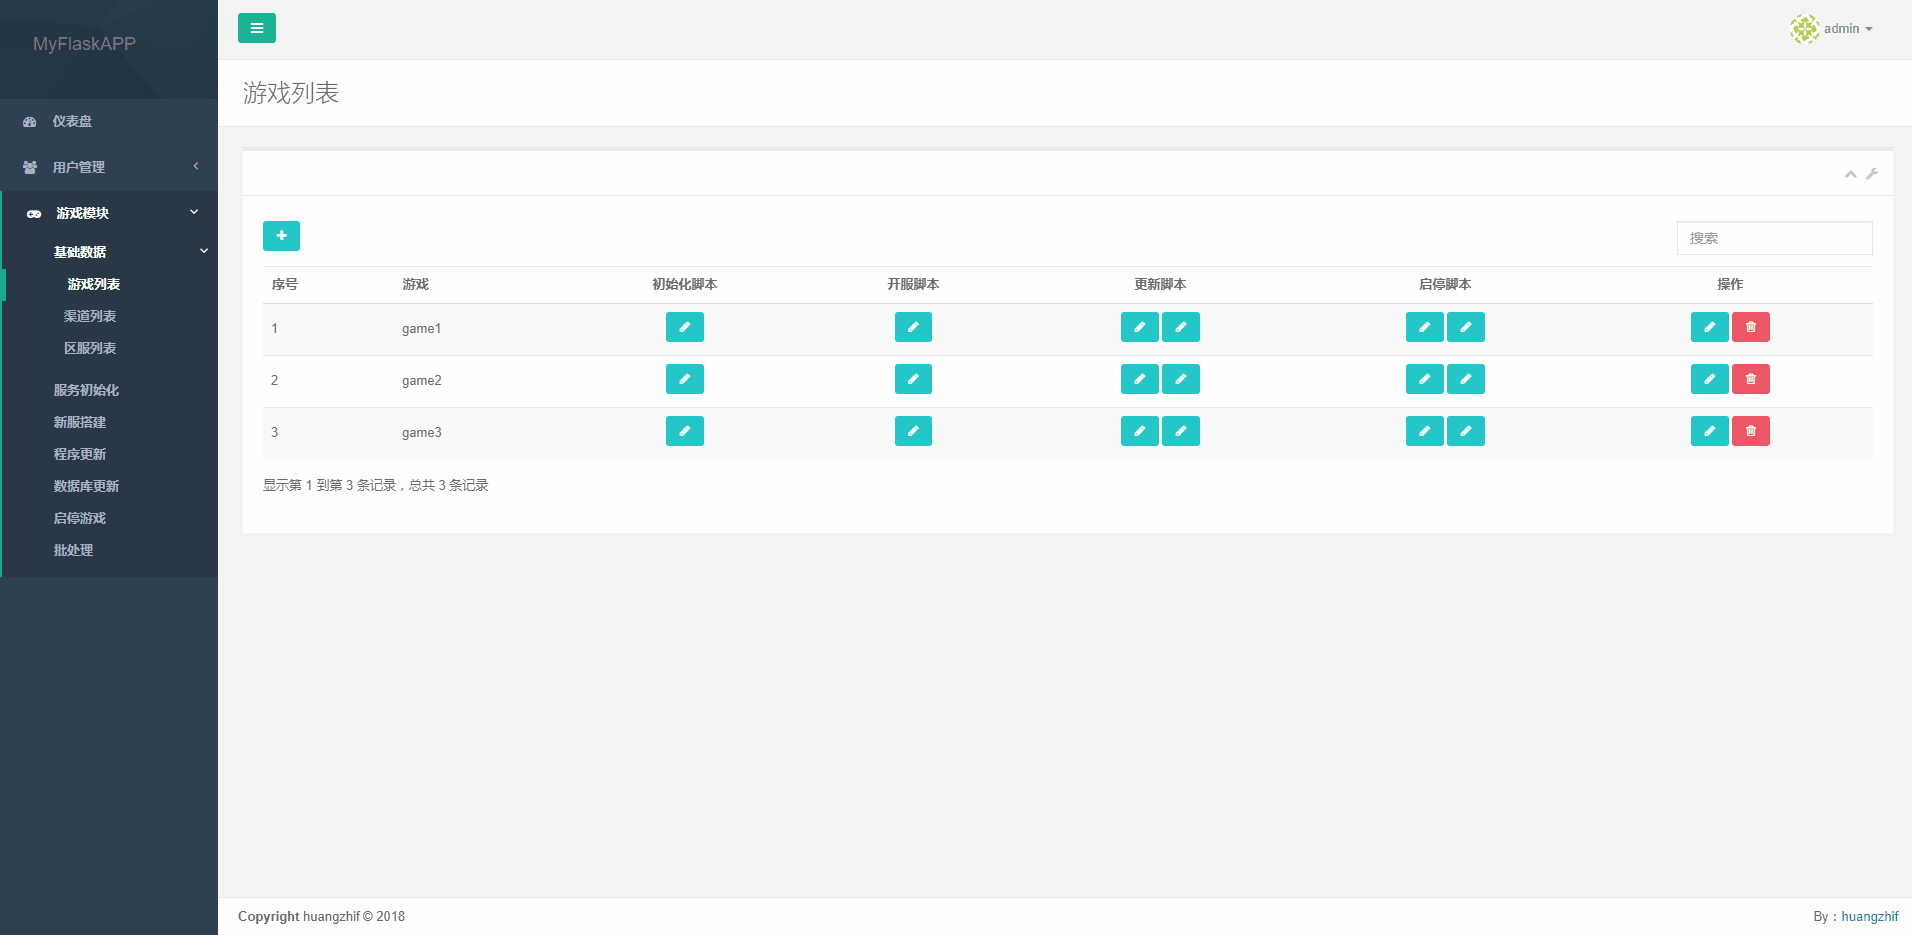 MyFlaskAPP
仪表盘
用户管理
游戏模块
基础数据
游戏列表
渠道列表
区服列表
服务初始化
新服搭建
程序更新
数据库更新
启停游戏
批处理
admin
游戏列表
搜索
序号 游戏 初始化脚本 开服脚本 更新脚本 启停脚本 操作
1 game1
2 game2
3 game3
显示第 1 到第 3 条记录，总共 3 条记录
Copyright huangzhif © 2018
By：huangzhif